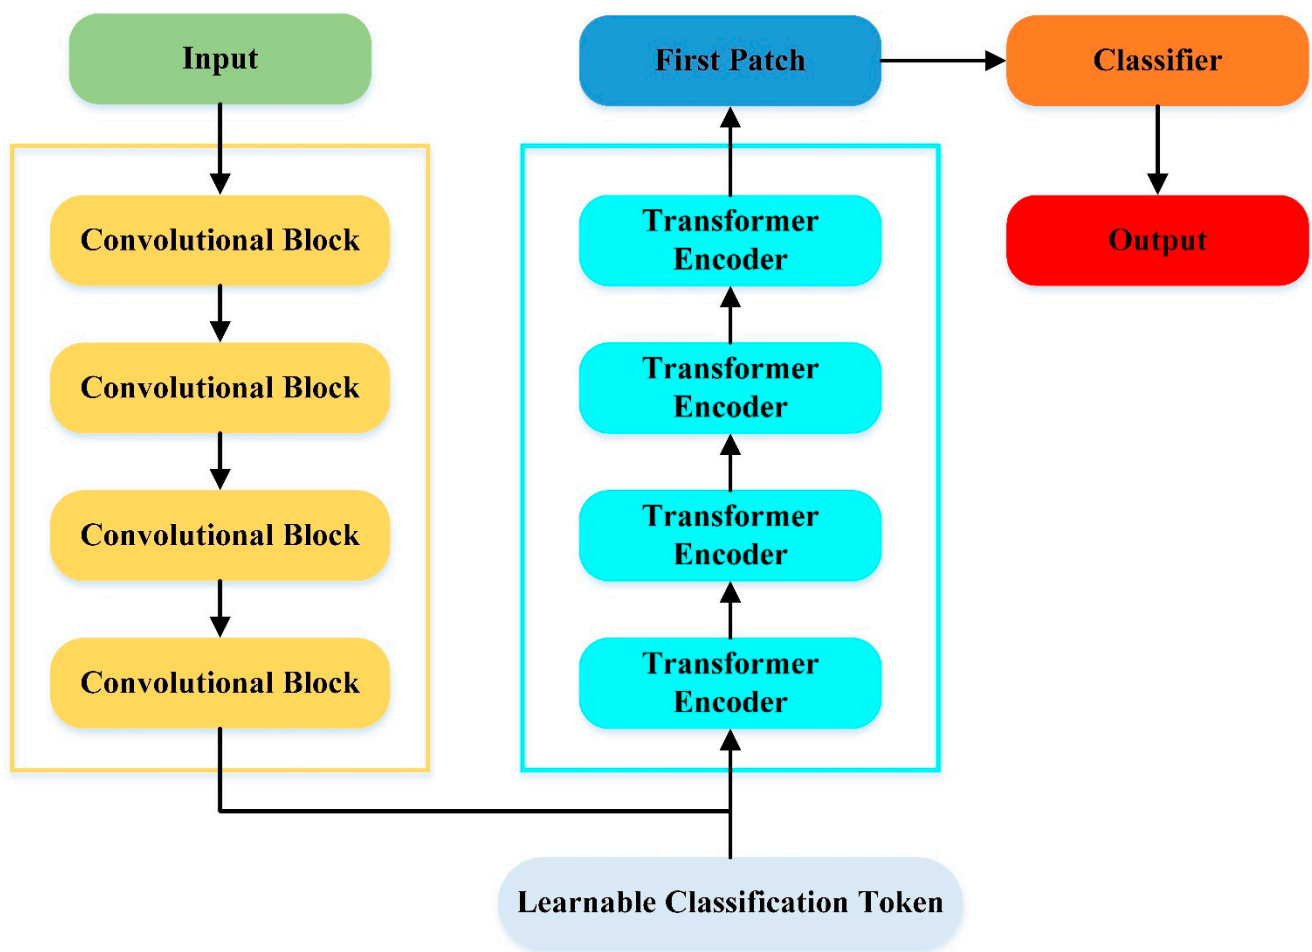 Input
Convolutional Block
Convolutional Block
Convolutional Block
Convolutional Block
Learnable Classification Token
First Patch
Transformer
Encoder
Transformer
Encoder
Transformer
Encoder
Transformer
Encoder
Classifier
Output